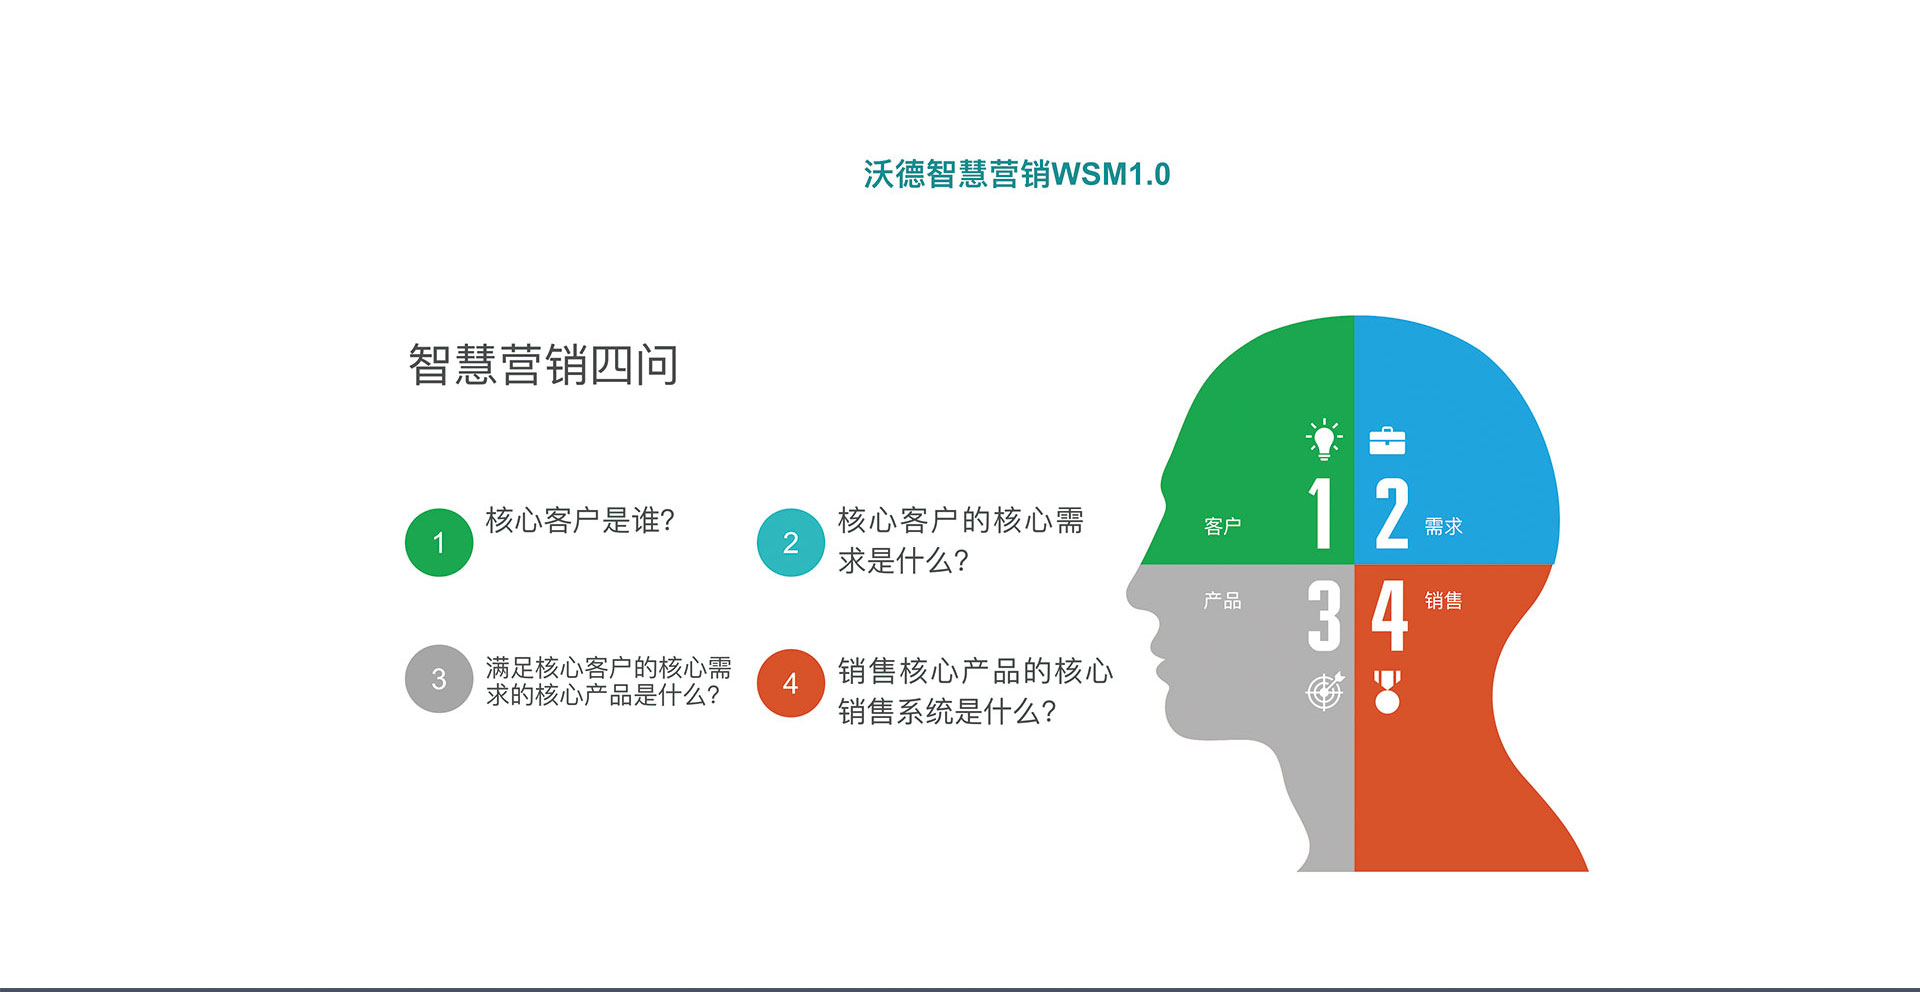 沃德智慧营销WSM1.0
智慧营销四问
1
核心客户是谁?
2
核心客户的核心需
求是什么?
3
满足核心客户的核心需
求的核心产品是什么?
4
销售核心产品的核心
销售系统是什么?
客户
1
2
需求
产品
3
4
销售